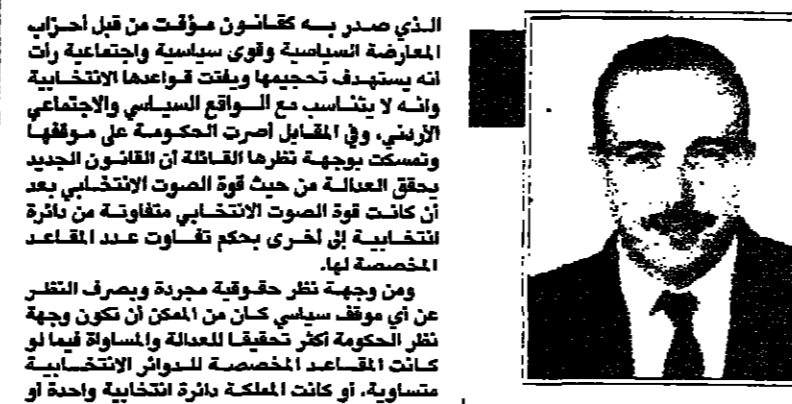 الذي صدر به كقانون مؤقت من قبل أحزاب
المعارضة السياسية وقوى سياسية واجتماعية رأت
انه يستهدف تحجيمها ويفتت قواعدها الانتخابية
وانه لا يتناسب مع الواقع السياسي والاجتماعي
الأردني، وفي المقابل أصرت الحكومة على موقفها
وتمسكت بوجهة نظرها القائلة أن القانون الجديد
يحقق العدالة من حيث قوة الصوت الانتخابي بعد
أن كانت قوة الصوت الانتخابي متفاوتة من دائرة
انتخابية إلى أخرى بحكم تفاوت عدد المقاعد
المخصصة لها.
ومن وجهة نظر حقوقية مجردة وبصرف النظر
عن أي موقف سياسي كان من الممكن أن تكون وجهة
نظر الحكومة أكثر تحقيقا للعدالة والمساواة فيما لو
كانت المقاعد المخصصة للدوائر الانتخابية
متساوية، أو كانت المملكة دائرة انتخابية واحدة أو